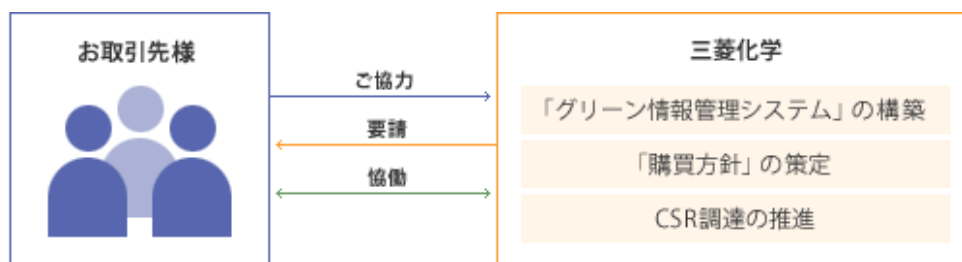 お取引先様
ご協力
要請
協働
三菱化学
「グリーン情報管理システム」の構築
「購買方針」の策定
CSR調達の推進